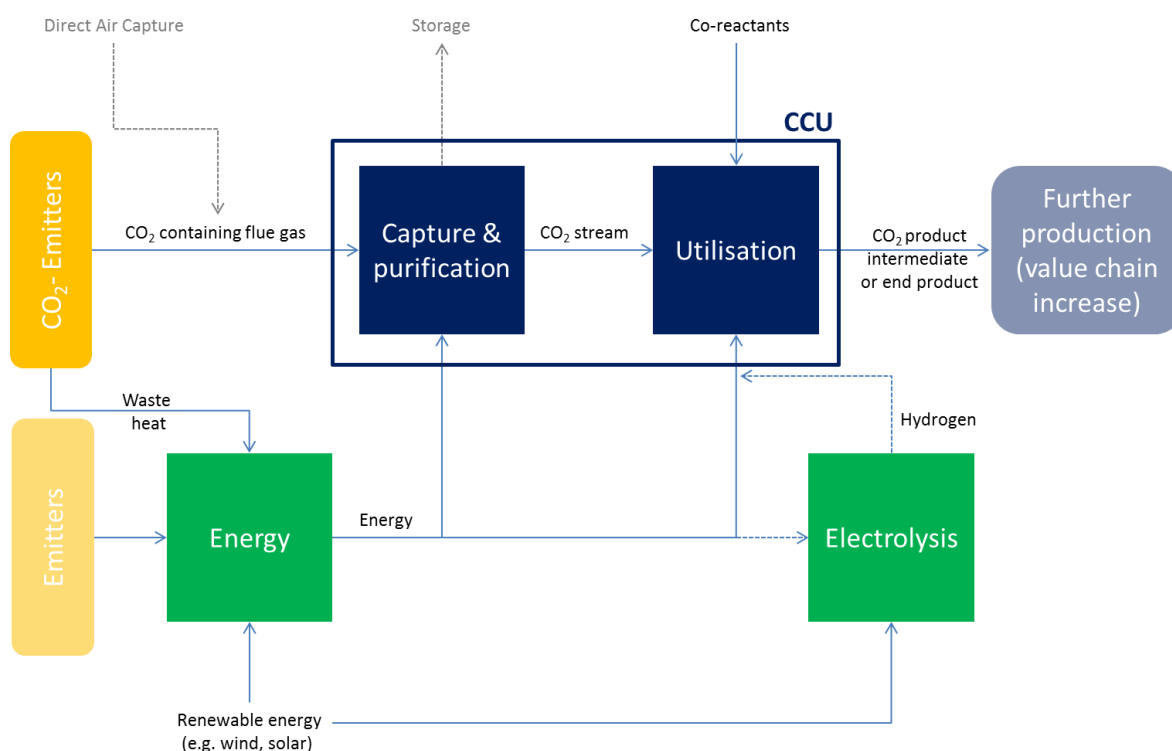 Direct Air Capture
Storage
Co-reactants
CCU
CO₂- Emitters
CO₂ containing flue gas
Capture &
purification
CO₂ stream
Utilisation
CO₂ product
intermediate
or end product
Further
production
(value chain
increase)
Waste
heat
Hydrogen
Emitters
Energy
Energy
Electrolysis
Renewable energy
(e.g. wind, solar)